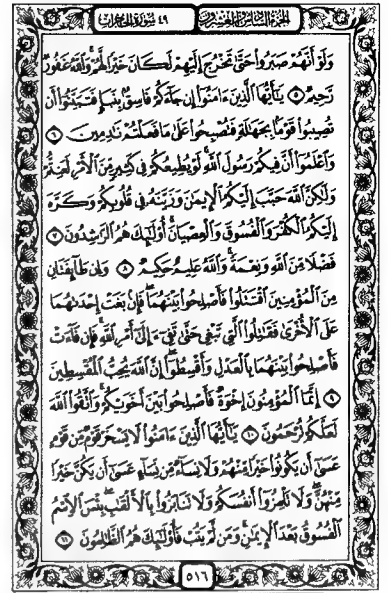 الجزء السادس والعشرون ٤٩ سورة الحجرات
وَلَوْ أَنَّهُمْ صَبَرُوا۟ حَتَّىٰ تَخْرُجَ إِلَيْهِمْ لَكَانَ خَيْرًا لَّهُمْ ۚ وَٱللَّهُ غَفُورٌ
رَّحِيمٌ ٥ يَـٰٓأَيُّهَا ٱلَّذِينَ ءَامَنُوٓا۟ إِن جَآءَكُمْ فَاسِقٌۢ بِنَبَإٍ فَتَبَيَّنُوٓا۟ أَن
تُصِيبُوا۟ قَوْمًۢا بِجَهَـٰلَةٍ فَتُصْبِحُوا۟ عَلَىٰ مَا فَعَلْتُمْ نَـٰدِمِينَ ٦
وَٱعْلَمُوٓا۟ أَنَّ فِيكُمْ رَسُولَ ٱللَّهِ ۚ لَوْ يُطِيعُكُمْ فِى كَثِيرٍ مِّنَ ٱلْأَمْرِ لَعَنِتُّمْ
وَلَـٰكِنَّ ٱللَّهَ حَبَّبَ إِلَيْكُمُ ٱلْإِيمَـٰنَ وَزَيَّنَهُۥ فِى قُلُوبِكُمْ وَكَرَّهَ
إِلَيْكُمُ ٱلْكُفْرَ وَٱلْفُسُوقَ وَٱلْعِصْيَانَ ۚ أُو۟لَـٰٓئِكَ هُمُ ٱلرَّٰشِدُونَ ٧
فَضْلًا مِّنَ ٱللَّهِ وَنِعْمَةً ۚ وَٱللَّهُ عَلِيمٌ حَكِيمٌ ٨ وَإِن طَآئِفَتَانِ
مِنَ ٱلْمُؤْمِنِينَ ٱقْتَتَلُوا۟ فَأَصْلِحُوا۟ بَيْنَهُمَا ۖ فَإِنۢ بَغَتْ إِحْدَىٰهُمَا
عَلَى ٱلْأُخْرَىٰ فَقَـٰتِلُوا۟ ٱلَّتِى تَبْغِى حَتَّىٰ تَفِىٓءَ إِلَىٰٓ أَمْرِ ٱللَّهِ ۚ فَإِن فَآءَتْ
فَأَصْلِحُوا۟ بَيْنَهُمَا بِٱلْعَدْلِ وَأَقْسِطُوٓا۟ ۖ إِنَّ ٱللَّهَ يُحِبُّ ٱلْمُقْسِطِينَ
٩ إِنَّمَا ٱلْمُؤْمِنُونَ إِخْوَةٌ فَأَصْلِحُوا۟ بَيْنَ أَخَوَيْكُمْ ۚ وَٱتَّقُوا۟ ٱللَّهَ
لَعَلَّكُمْ تُرْحَمُونَ ١٠ يَـٰٓأَيُّهَا ٱلَّذِينَ ءَامَنُوا۟ لَا يَسْخَرْ قَوْمٌ مِّن قَوْمٍ
عَسَىٰٓ أَن يَكُونُوا۟ خَيْرًا مِّنْهُمْ وَلَا نِسَآءٌ مِّن نِّسَآءٍ عَسَىٰٓ أَن يَكُنَّ خَيْرًا
مِّنْهُنَّ ۖ وَلَا تَلْمِزُوٓا۟ أَنفُسَكُمْ وَلَا تَنَابَزُوا۟ بِٱلْأَلْقَـٰبِ ۖ بِئْسَ ٱلِٱسْمُ
ٱلْفُسُوقُ بَعْدَ ٱلْإِيمَـٰنِ ۚ وَمَن لَّمْ يَتُبْ فَأُو۟لَـٰٓئِكَ هُمُ ٱلظَّـٰلِمُونَ ١١
٥١٦